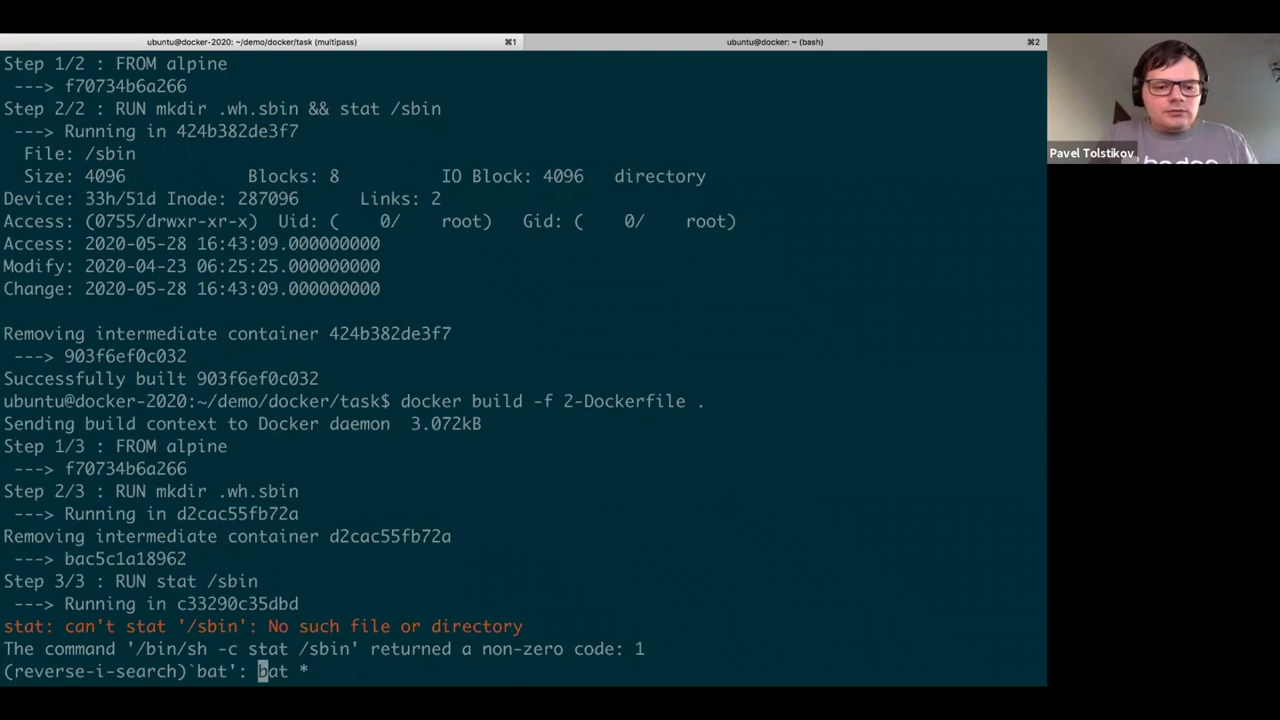 ubuntu@docker-2020: ~/demo/docker/task (multipass) ⌘1 ubuntu@docker: ~ (bash) ⌘2
Step 1/2 : FROM alpine
---> f70734b6a266
Step 2/2 : RUN mkdir .wh.sbin && stat /sbin
---> Running in 424b382de3f7
File: /sbin
Size: 4096 Blocks: 8 IO Block: 4096 directory
Device: 33h/51d Inode: 287096 Links: 2
Access: (0755/drwxr-xr-x) Uid: ( 0/ root) Gid: ( 0/ root)
Access: 2020-05-28 16:43:09.000000000
Modify: 2020-04-23 06:25:25.000000000
Change: 2020-05-28 16:43:09.000000000
Removing intermediate container 424b382de3f7
---> 903f6ef0c032
Successfully built 903f6ef0c032
ubuntu@docker-2020:~/demo/docker/task$ docker build -f 2-Dockerfile .
Sending build context to Docker daemon 3.072kB
Step 1/3 : FROM alpine
---> f70734b6a266
Step 2/3 : RUN mkdir .wh.sbin
---> Running in d2cac55fb72a
Removing intermediate container d2cac55fb72a
---> bac5c1a18962
Step 3/3 : RUN stat /sbin
---> Running in c33290c35dbd
stat: can't stat '/sbin': No such file or directory
The command '/bin/sh -c stat /sbin' returned a non-zero code: 1
(reverse-i-search)`bat': bat *
Pavel Tolstikov